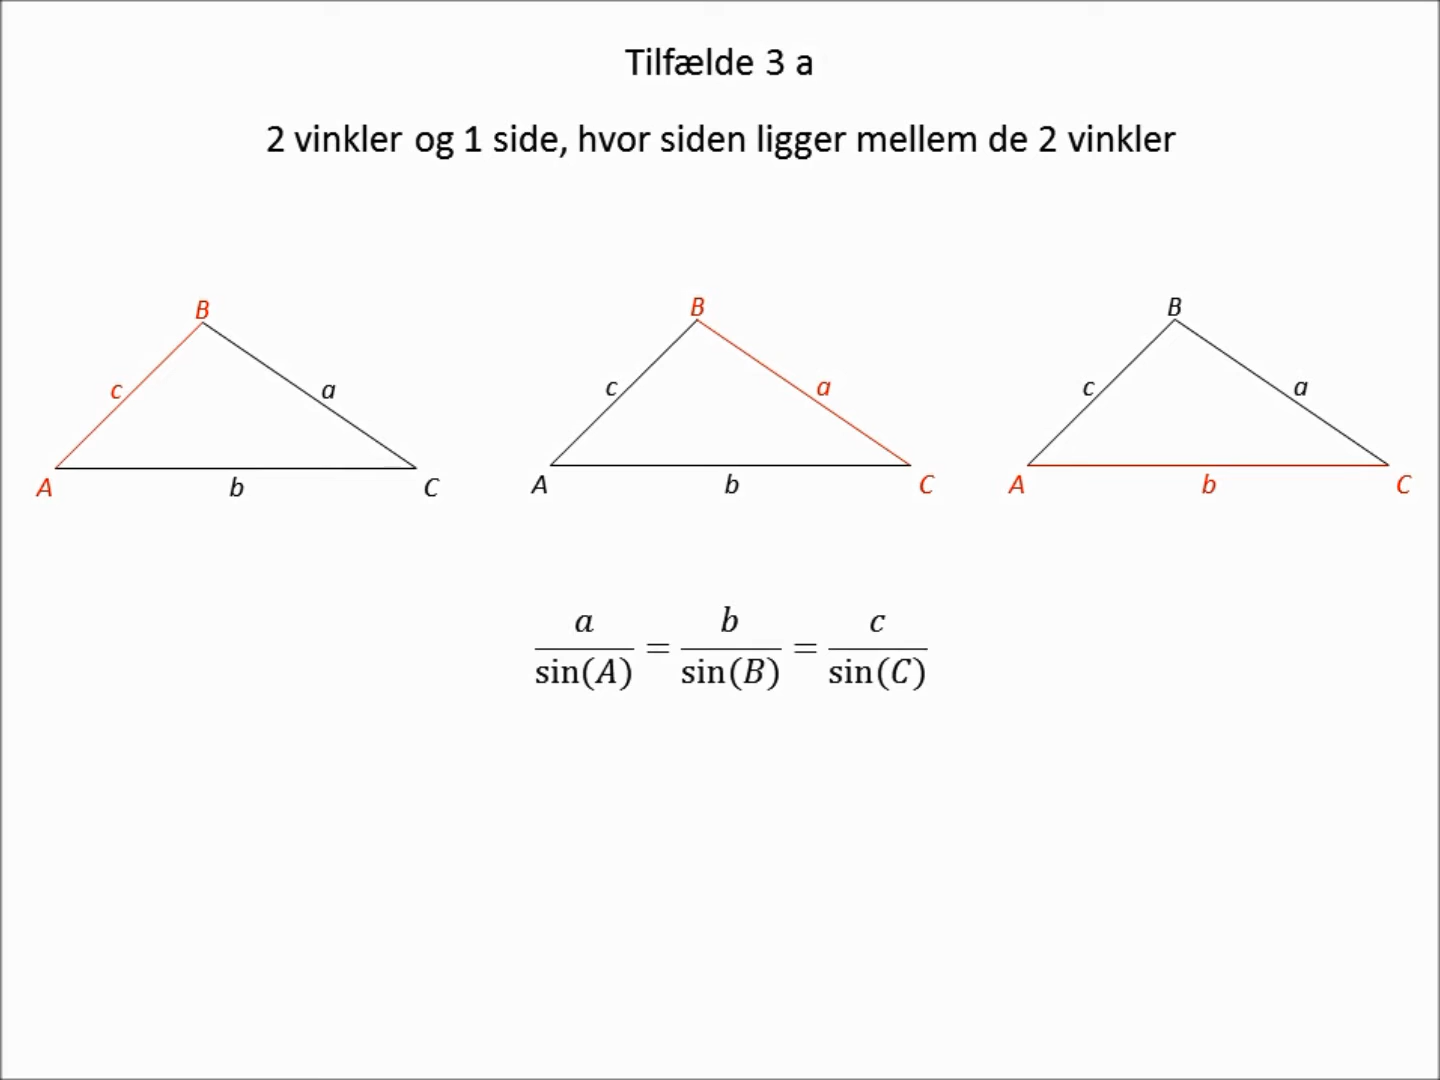 Tilfælde 3 a
2 vinkler og 1 side, hvor siden ligger mellem de 2 vinkler
B
c
a
A
b
C
B
c
a
A
b
C
B
c
a
A
b
C
a/sin(A) = b/sin(B) = c/sin(C)